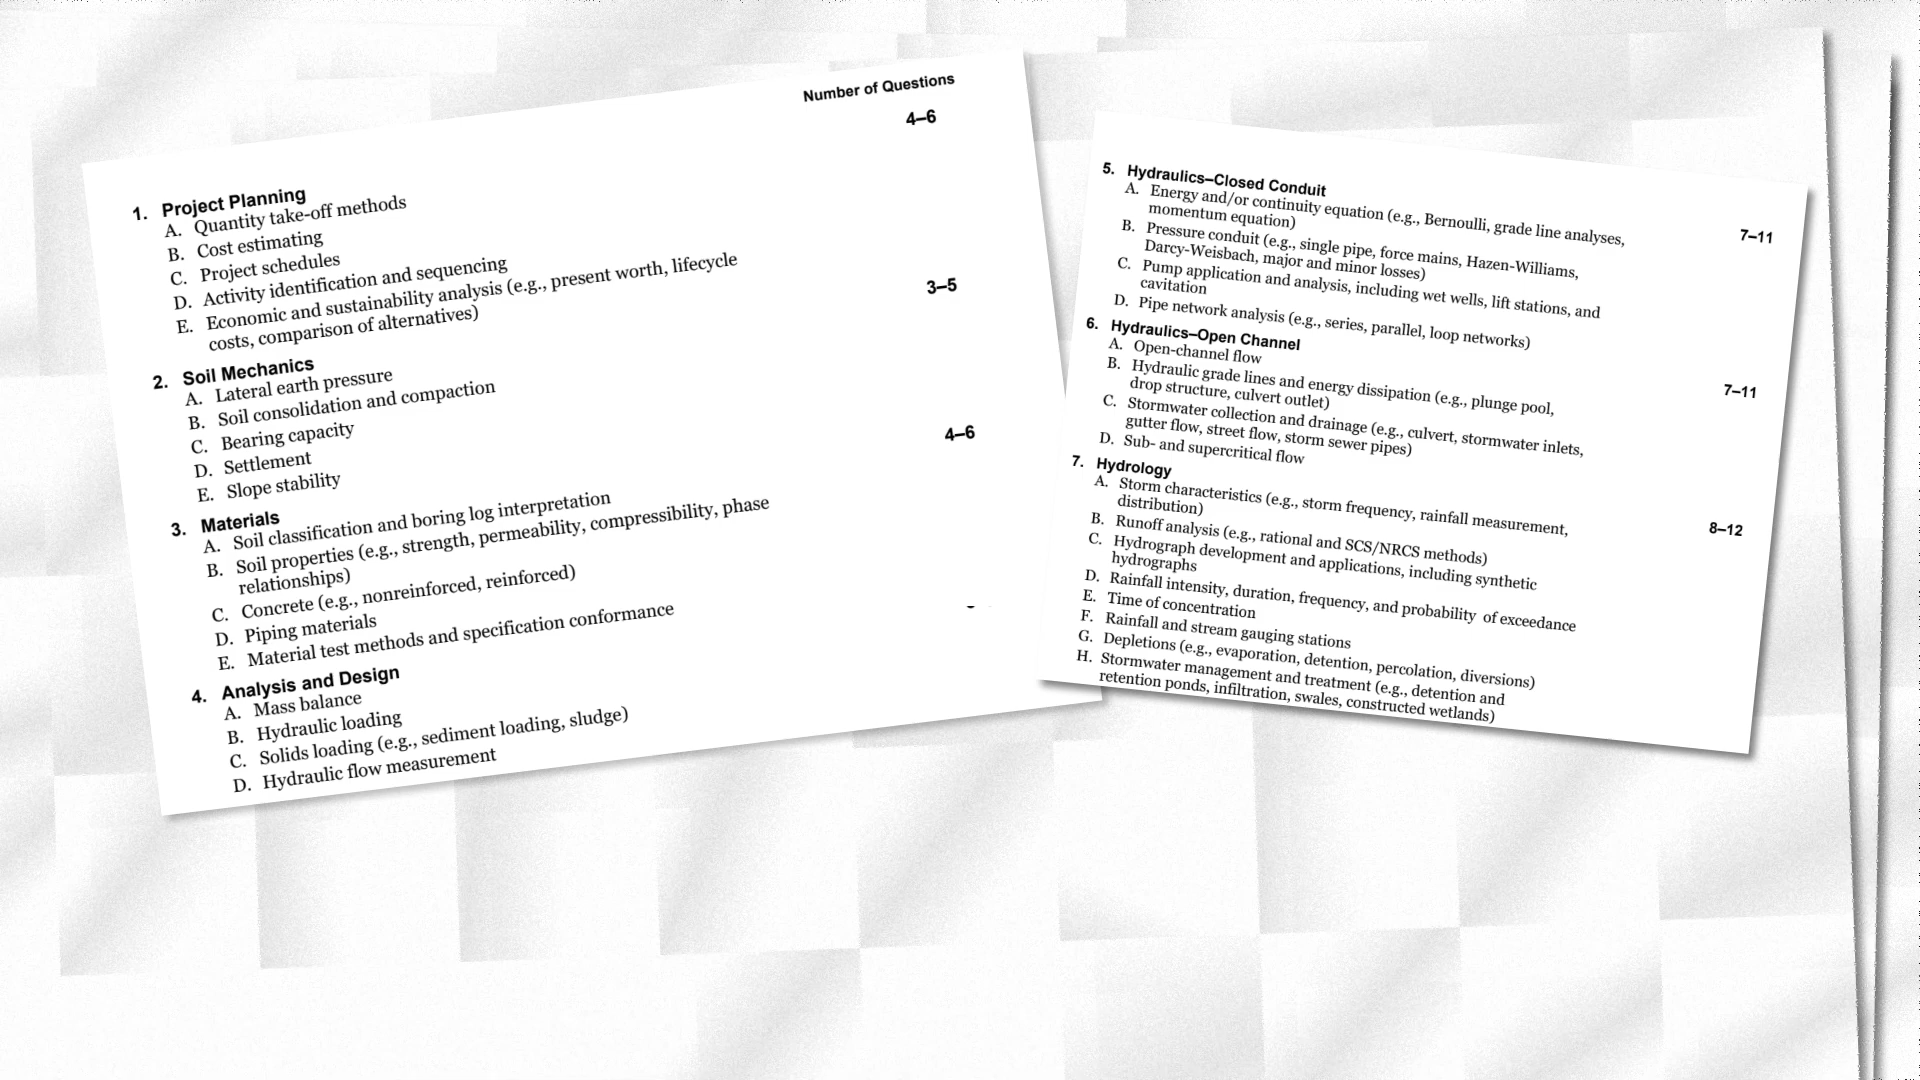 Number of Questions
4–6
1. Project Planning
A. Quantity take-off methods
B. Cost estimating
C. Project schedules
D. Activity identification and sequencing
E. Economic and sustainability analysis (e.g., present worth, lifecycle
costs, comparison of alternatives)
3–5
2. Soil Mechanics
A. Lateral earth pressure
B. Soil consolidation and compaction
C. Bearing capacity
D. Settlement
E. Slope stability
4–6
3. Materials
A. Soil classification and boring log interpretation
B. Soil properties (e.g., strength, permeability, compressibility, phase
relationships)
C. Concrete (e.g., nonreinforced, reinforced)
D. Piping materials
E. Material test methods and specification conformance
4. Analysis and Design
A. Mass balance
B. Hydraulic loading
C. Solids loading (e.g., sediment loading, sludge)
D. Hydraulic flow measurement
5. Hydraulics–Closed Conduit
7–11
A. Energy and/or continuity equation (e.g., Bernoulli, grade line analyses,
momentum equation)
B. Pressure conduit (e.g., single pipe, force mains, Hazen-Williams,
Darcy-Weisbach, major and minor losses)
C. Pump application and analysis, including wet wells, lift stations, and
cavitation
D. Pipe network analysis (e.g., series, parallel, loop networks)
6. Hydraulics–Open Channel
7–11
A. Open-channel flow
B. Hydraulic grade lines and energy dissipation (e.g., plunge pool,
drop structure, culvert outlet)
C. Stormwater collection and drainage (e.g., culvert, stormwater inlets,
gutter flow, street flow, storm sewer pipes)
D. Sub- and supercritical flow
7. Hydrology
8–12
A. Storm characteristics (e.g., storm frequency, rainfall measurement,
distribution)
B. Runoff analysis (e.g., rational and SCS/NRCS methods)
C. Hydrograph development and applications, including synthetic
hydrographs
D. Rainfall intensity, duration, frequency, and probability of exceedance
E. Time of concentration
F. Rainfall and stream gauging stations
G. Depletions (e.g., evaporation, detention, percolation, diversions)
H. Stormwater management and treatment (e.g., detention and
retention ponds, infiltration, swales, constructed wetlands)